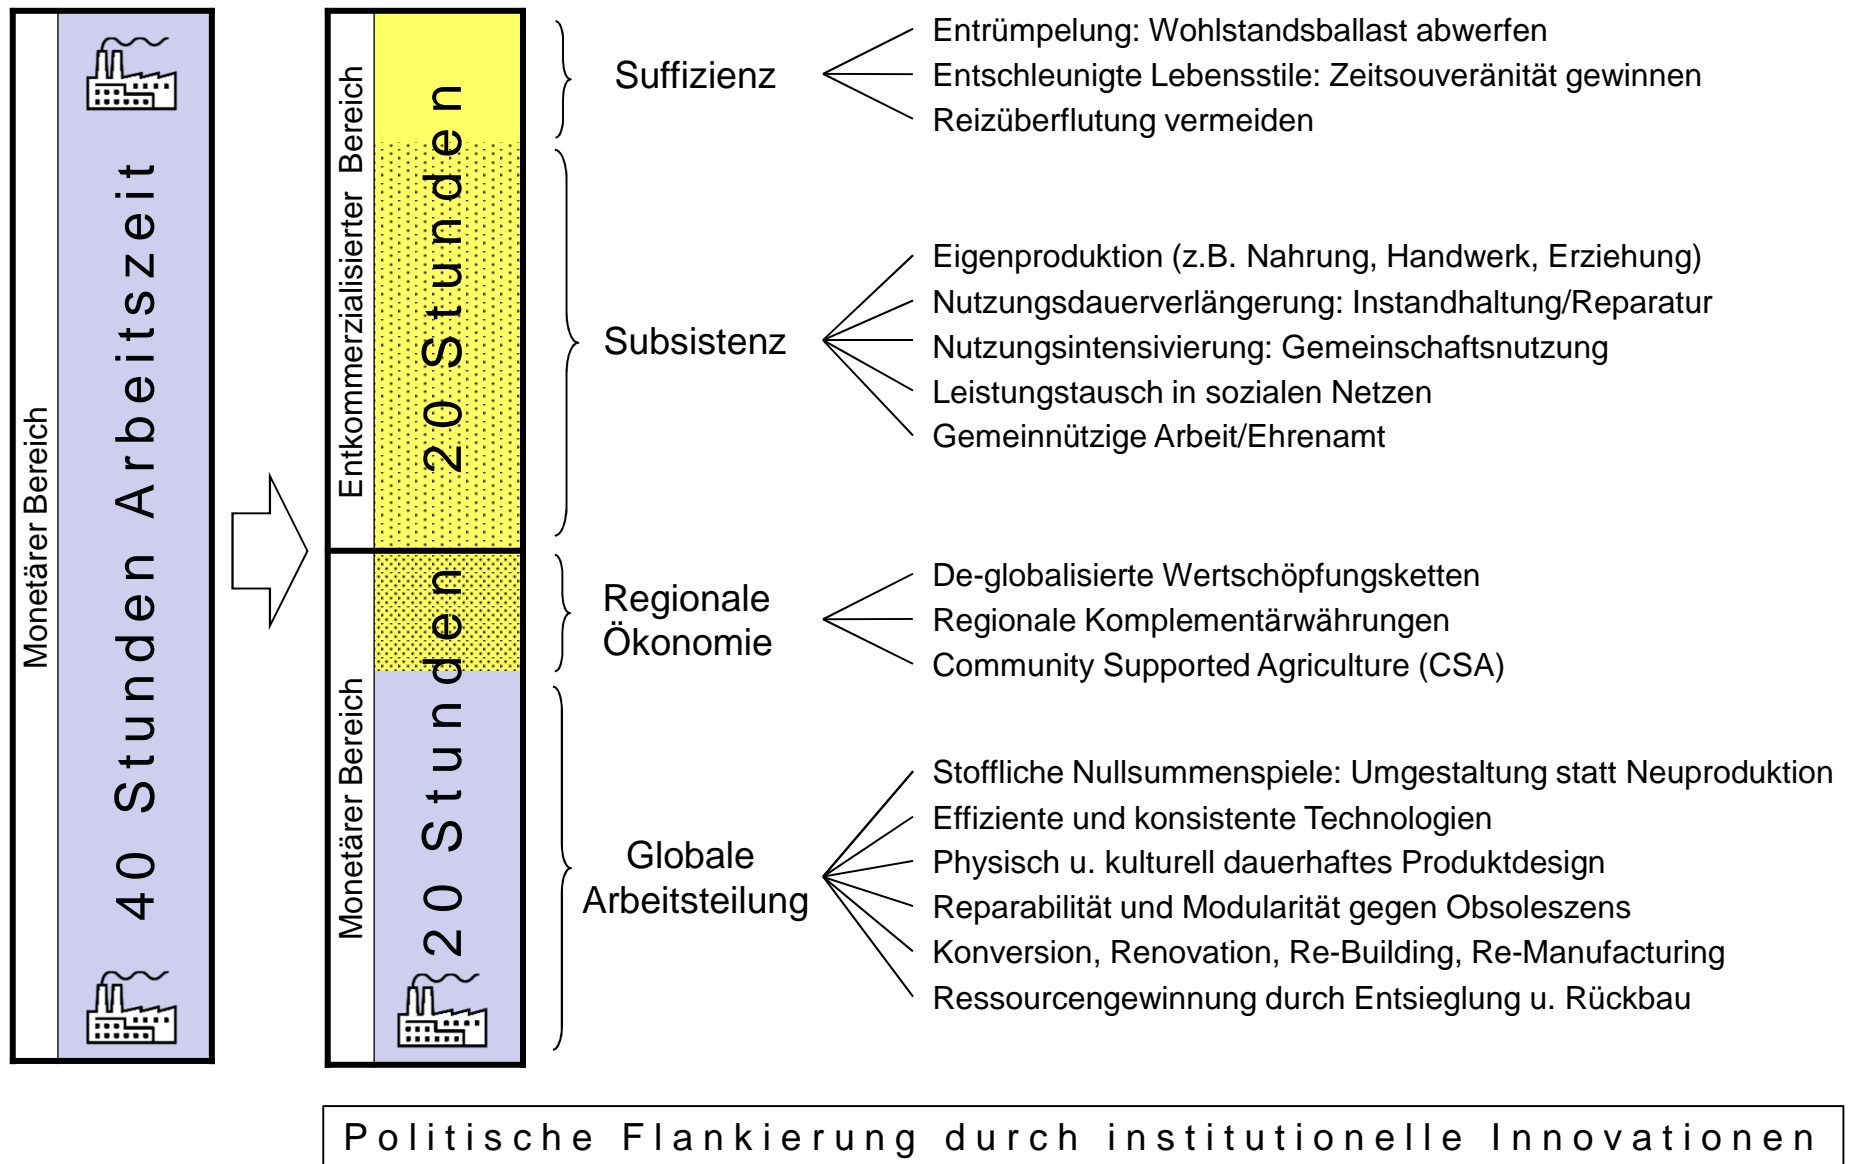 Monetärer Bereich
40 Stunden Arbeitszeit
Entkommerzialisierter Bereich
20 Stunden
Monetärer Bereich
20 Stunden
Suffizienz
Entrümpelung: Wohlstandsballast abwerfen
Entschleunigte Lebensstile: Zeitsouveränität gewinnen
Reizüberflutung vermeiden
Subsistenz
Eigenproduktion (z.B. Nahrung, Handwerk, Erziehung)
Nutzungsdauerverlängerung: Instandhaltung/Reparatur
Nutzungsintensivierung: Gemeinschaftsnutzung
Leistungstausch in sozialen Netzen
Gemeinnützige Arbeit/Ehrenamt
Regionale
Ökonomie
De-globalisierte Wertschöpfungsketten
Regionale Komplementärwährungen
Community Supported Agriculture (CSA)
Globale
Arbeitsteilung
Stoffliche Nullsummenspiele: Umgestaltung statt Neuproduktion
Effiziente und konsistente Technologien
Physisch u. kulturell dauerhaftes Produktdesign
Reparabilität und Modularität gegen Obsoleszens
Konversion, Renovation, Re-Building, Re-Manufacturing
Ressourcengewinnung durch Entsieglung u. Rückbau
Politische Flankierung durch institutionelle Innovationen